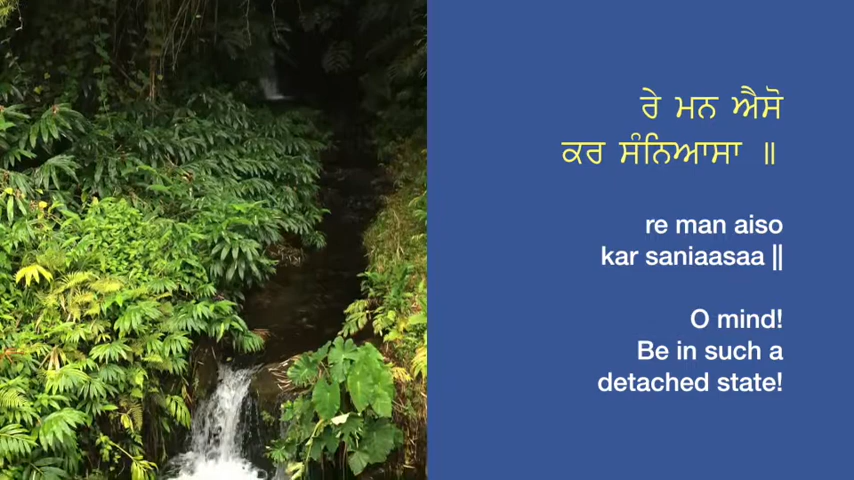 ਰੇ ਮਨ ਐਸੋ
ਕਰ ਸੰਨਿਆਸਾ ॥
re man aiso
kar saniaasaa ||
O mind!
Be in such a
detached state!